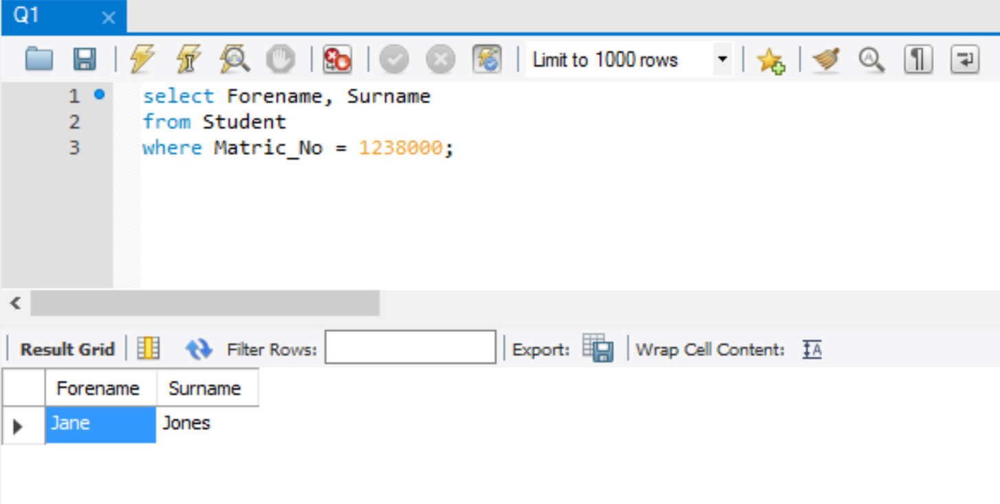 Q1
Limit to 1000 rows
1 select Forename, Surname
2 from Student
3 where Matric_No = 1238000;
Result Grid Filter Rows: Export: Wrap Cell Content:
Forename Surname
Jane Jones